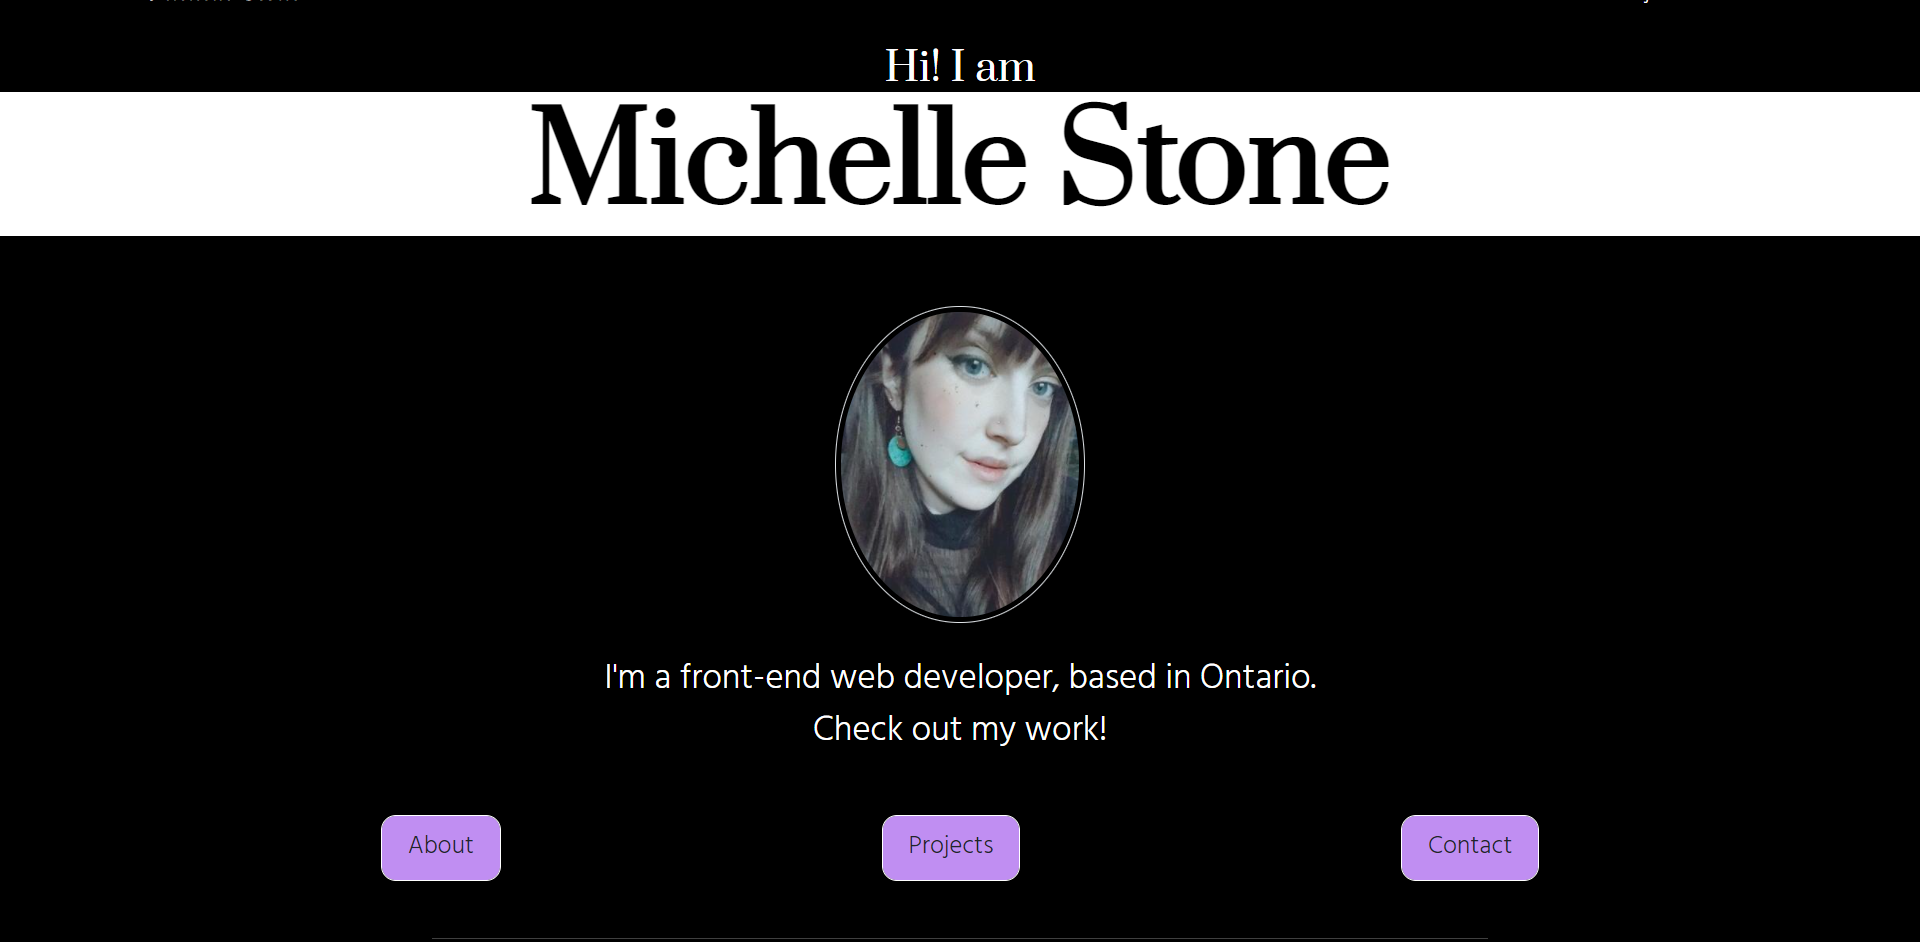 Hi! I am
Michelle Stone
I'm a front-end web developer, based in Ontario.
Check out my work!
About
Projects
Contact